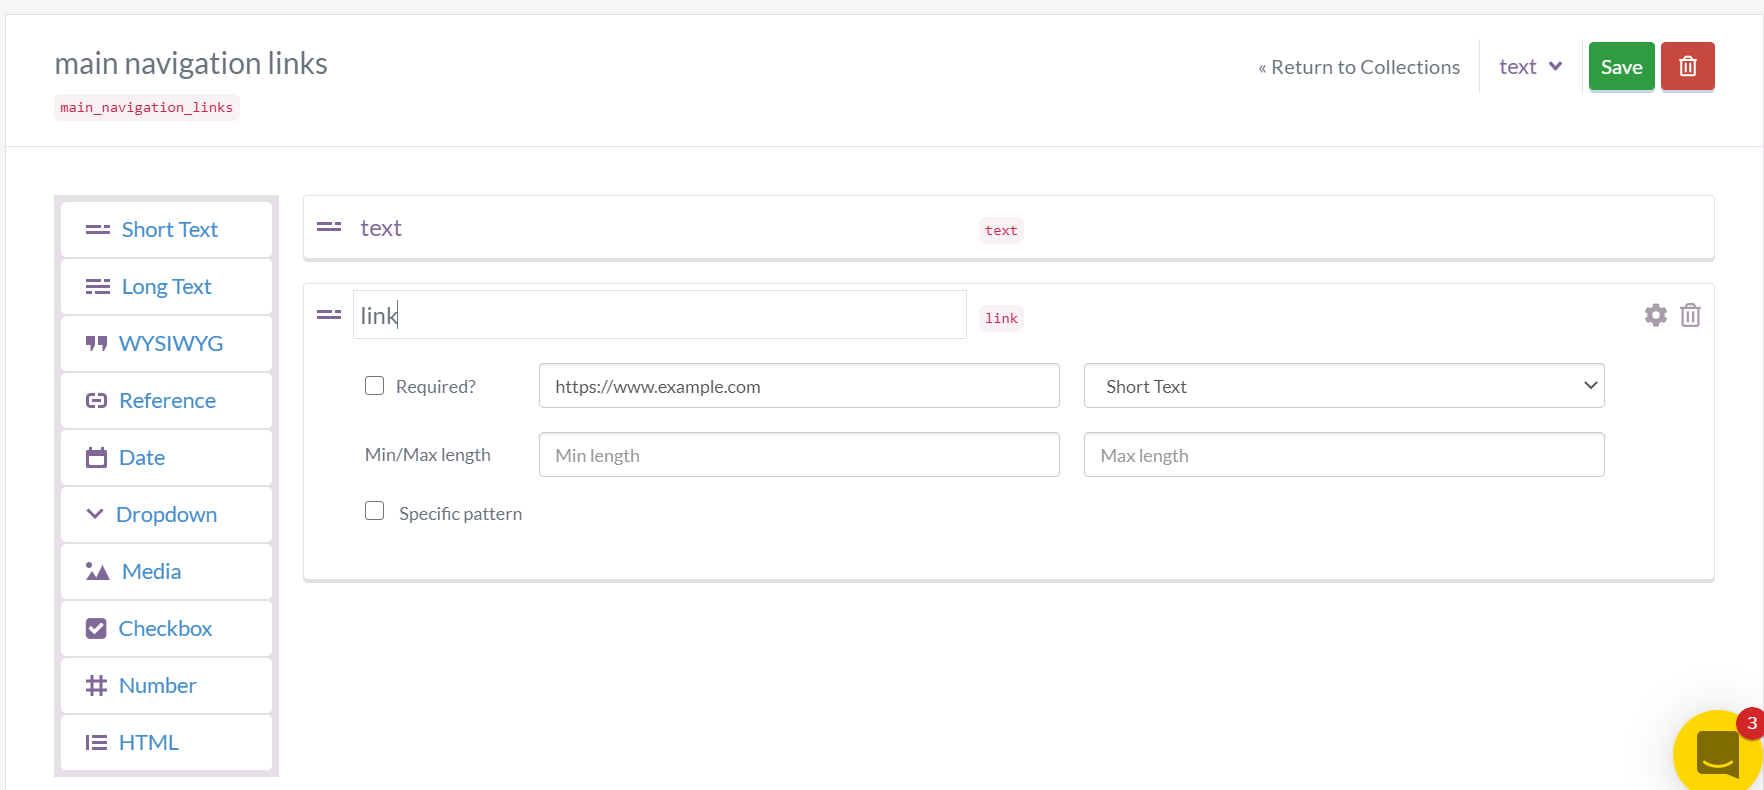 main navigation links
« Return to Collections
text
Save
main_navigation_links
Short Text
Long Text
WYSIWYG
Reference
Date
Dropdown
Media
Checkbox
Number
HTML
text
text
link
link
Required?
https://www.example.com
Short Text
Min/Max length
Min length
Max length
Specific pattern
3